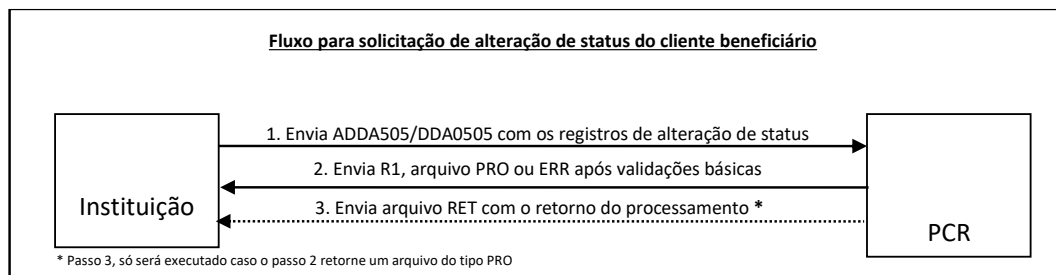 Fluxo para solicitação de alteração de status do cliente beneficiário
1. Envia ADDA505/DDA0505 com os registros de alteração de status
2. Envia R1, arquivo PRO ou ERR após validações básicas
Instituição
3. Envia arquivo RET com o retorno do processamento *
PCR
* Passo 3, só será executado caso o passo 2 retorne um arquivo do tipo PRO